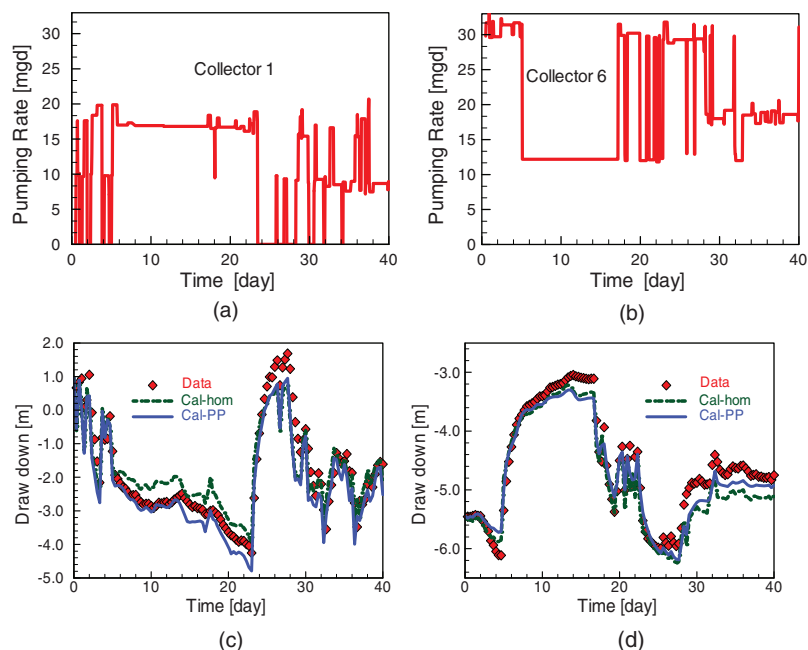 Pumping Rate [mgd]
30
25
20
15
10
5
0
Collector 1
0 10 20 30 40
Time [day]
(a)
Pumping Rate [mgd]
30
25
20
15
10
5
0
Collector 6
0 10 20 30 40
Time [day]
(b)
Draw down [m]
2.0
1.0
0.0
-1.0
-2.0
-3.0
-4.0
-5.0
Data
Cal-hom
Cal-PP
0 10 20 30 40
Time [day]
(c)
Draw down [m]
-3.0
-4.0
-5.0
-6.0
Data
Cal-hom
Cal-PP
0 10 20 30 40
Time [day]
(d)